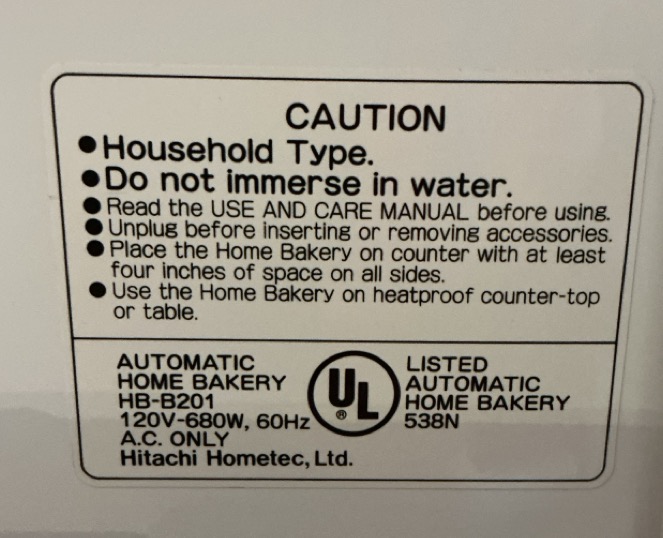 CAUTION
●Household Type.
●Do not immerse in water.
●Read the USE AND CARE MANUAL before using.
●Unplug before inserting or removing accessories.
●Place the Home Bakery on counter with at least
four inches of space on all sides.
●Use the Home Bakery on heatproof counter-top
or table.
AUTOMATIC
HOME BAKERY
HB-B201
120V-680W, 60Hz
A.C. ONLY
Hitachi Hometec, Ltd.
UL
®
LISTED
AUTOMATIC
HOME BAKERY
538N